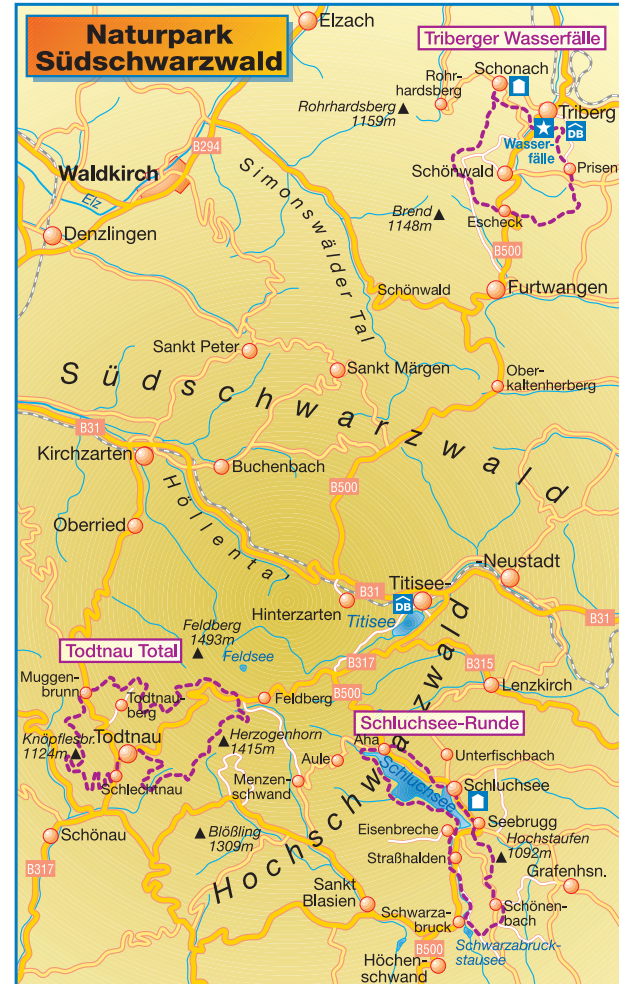 Naturpark
Südschwarzwald
Elzach
Triberger Wasserfälle
Rohr-
hardsberg
Schonach
Rohrhardsberg
1159m
Triberg
DB
Wasser-
fälle
B294
Waldkirch
Schönwald
Prisen
Elz
Simonswälder Tal
Brend
1148m
Escheck
Denzlingen
B500
Schönwald
Furtwangen
Sankt Peter
Sankt Märgen
Ober-
kaltenherberg
Südschwarzwald
B31
Kirchzarten
Buchenbach
B500
Höllental
Oberried
-Neustadt
B31
Titisee-
DB
Hinterzarten
Titisee
B31
Feldberg
1493m
Feldsee
Todtnau Total
B317
B315
Muggen-
brunn
Todtnau-
berg
Feldberg
B500
Lenzkirch
Schluchsee-Runde
Knöpflesbr.
1124m
Todtnau
Herzogenhorn
1415m
Aha
Aule
Unterfischbach
Schlechtnau
Menzen-
schwand
Schluchsee
Schluchsee
Schönau
Blößling
1309m
Eisenbreche
Seebrugg
Hochstaufen
1092m
B317
Hochschwarzwald
Straßhalden
Grafenhsn.
Sankt
Blasien
Schwarza-
bruck
Schönen-
bach
Schwarzabruck-
stausee
B500
Höchen-
schwand